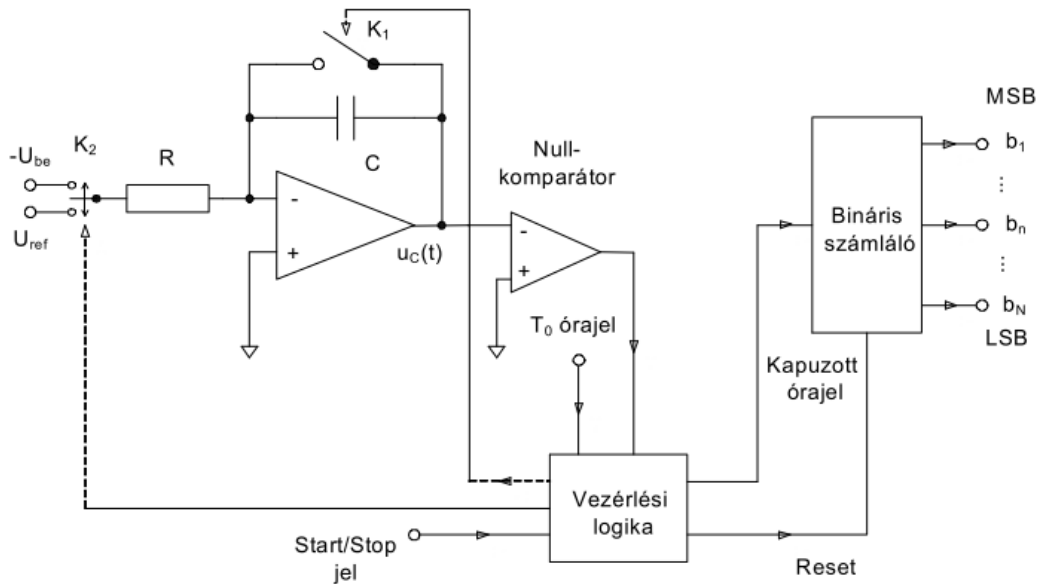 K1
MSB
-Ube
K2
R
C
Null-
komparátor
b1
...
Uref
-
+
uC(t)
-
+
Bináris
számláló
bn
...
bN
LSB
T0 órajel
Kapuzott
órajel
Vezérlési
logika
Start/Stop
jel
Reset